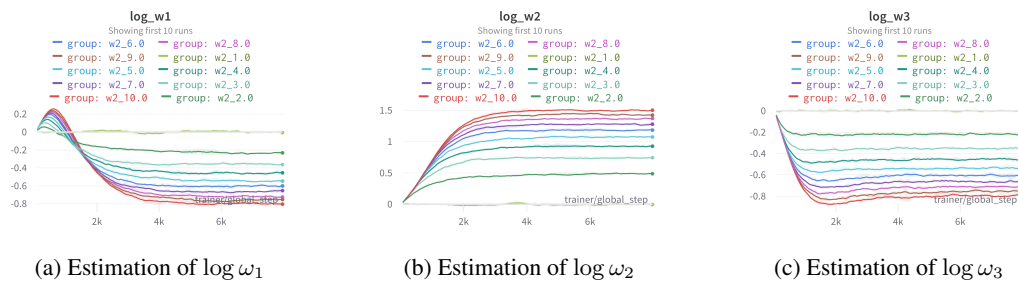 log_w1
Showing first 10 runs
group: w2_6.0 group: w2_8.0
group: w2_9.0 group: w2_1.0
group: w2_5.0 group: w2_4.0
group: w2_7.0 group: w2_3.0
group: w2_10.0 group: w2_2.0
0.2
0
-0.2
-0.4
-0.6
-0.8
trainer/global_step
2k 4k 6k
(a) Estimation of log ω1
log_w2
Showing first 10 runs
group: w2_6.0 group: w2_8.0
group: w2_9.0 group: w2_1.0
group: w2_5.0 group: w2_4.0
group: w2_7.0 group: w2_3.0
group: w2_10.0 group: w2_2.0
1.5
1
0.5
0
trainer/global_step
2k 4k 6k
(b) Estimation of log ω2
log_w3
Showing first 10 runs
group: w2_6.0 group: w2_8.0
group: w2_9.0 group: w2_1.0
group: w2_5.0 group: w2_4.0
group: w2_7.0 group: w2_3.0
group: w2_10.0 group: w2_2.0
0
-0.2
-0.4
-0.6
-0.8
trainer/global_step
2k 4k 6k
(c) Estimation of log ω3